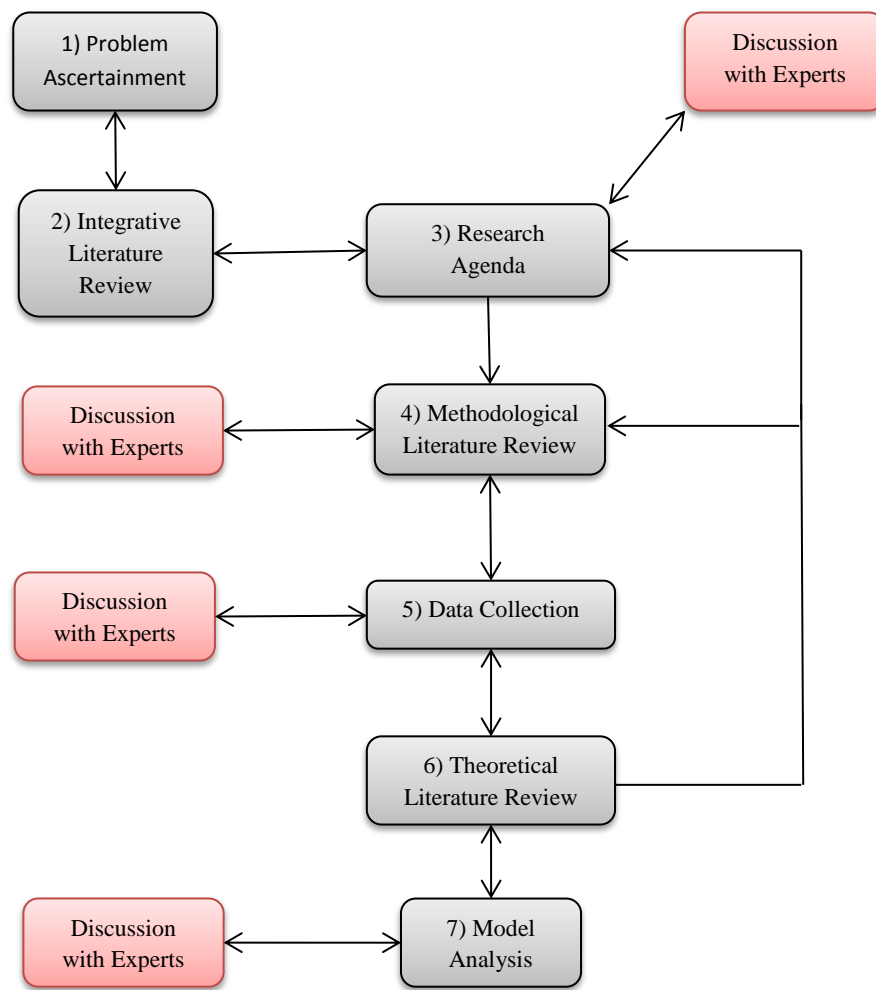 1) Problem
Ascertainment
Discussion
with Experts
2) Integrative
Literature
Review
3) Research
Agenda
Discussion
with Experts
4) Methodological
Literature Review
Discussion
with Experts
5) Data Collection
6) Theoretical
Literature Review
Discussion
with Experts
7) Model
Analysis